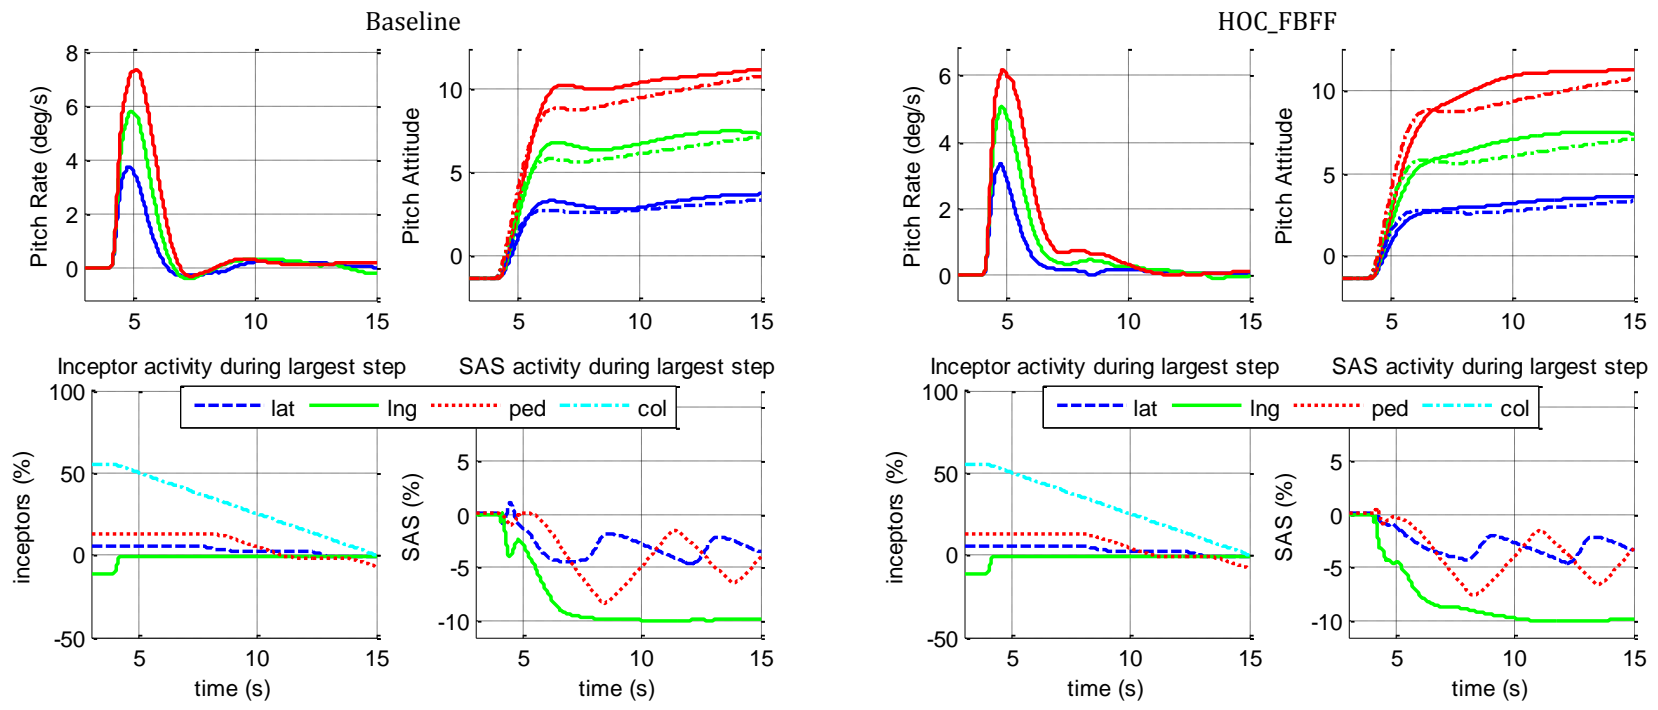 Baseline
HOC_FBFF
8
6
4
2
0
Pitch Rate (deg/s)
5
10
15
10
5
0
Pitch Attitude
5
10
15
6
4
2
0
Pitch Rate (deg/s)
5
10
15
10
5
0
Pitch Attitude
5
10
15
Inceptor activity during largest step
SAS activity during largest step
Inceptor activity during largest step
SAS activity during largest step
lat
lng
ped
col
lat
lng
ped
col
100
50
0
-50
inceptors (%)
5
10
15
time (s)
5
0
-5
-10
SAS (%)
5
10
15
time (s)
100
50
0
-50
inceptors (%)
5
10
15
time (s)
5
0
-5
-10
SAS (%)
5
10
15
time (s)